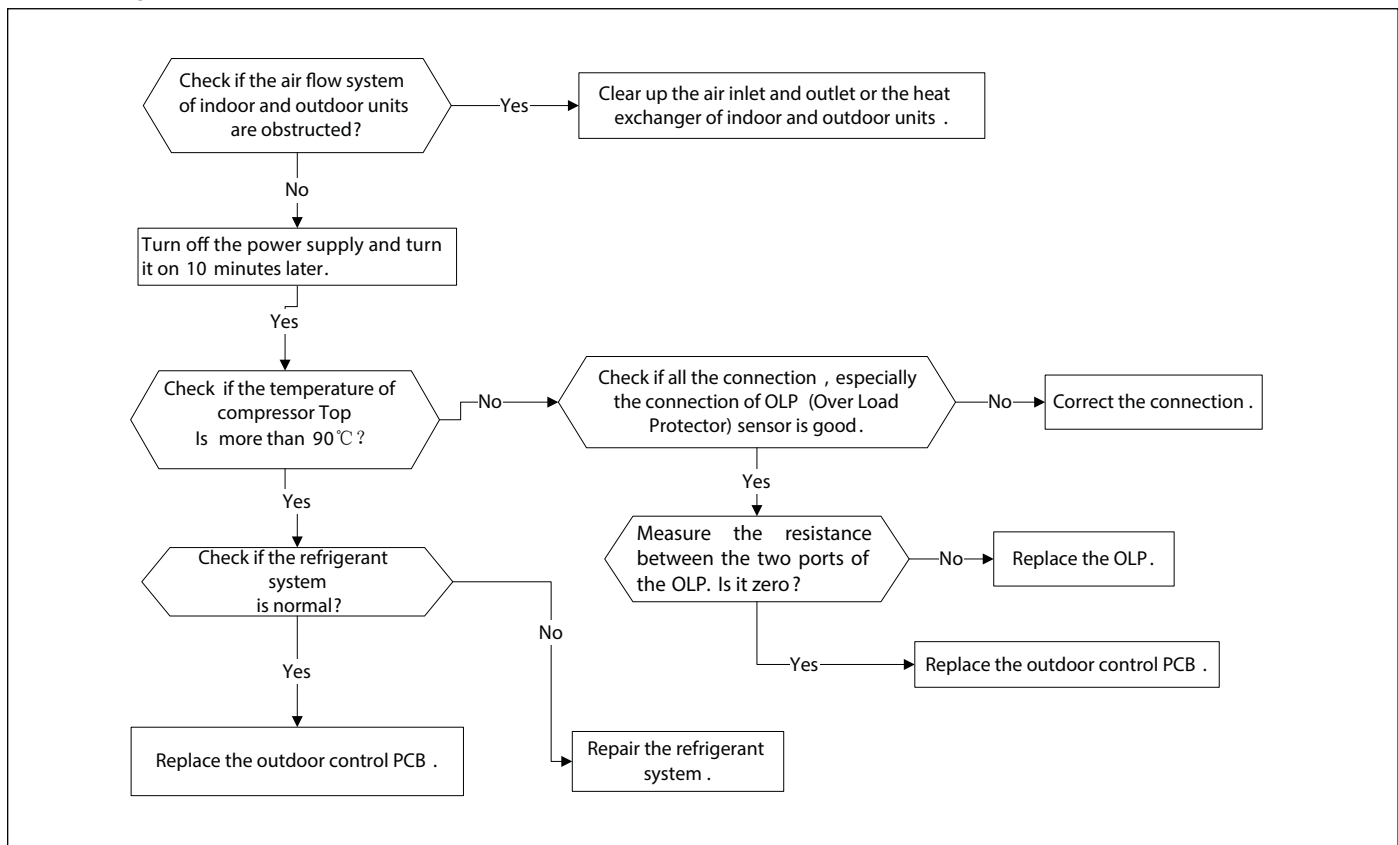 Check if the air flow system
of indoor and outdoor units
are obstructed?
Yes
Clear up the air inlet and outlet or the heat
exchanger of indoor and outdoor units .
No
Turn off the power supply and turn
it on 10 minutes later.
Yes
Check if the temperature of
compressor Top
Is more than 90℃?
No
Check if all the connection , especially
the connection of OLP (Over Load
Protector) sensor is good.
No
Correct the connection .
Yes
Yes
Measure the resistance
between the two ports of
the OLP. Is it zero?
No
Replace the OLP.
Check if the refrigerant
system
is normal?
No
Yes
Replace the outdoor control PCB .
Yes
Replace the outdoor control PCB .
Repair the refrigerant
system .